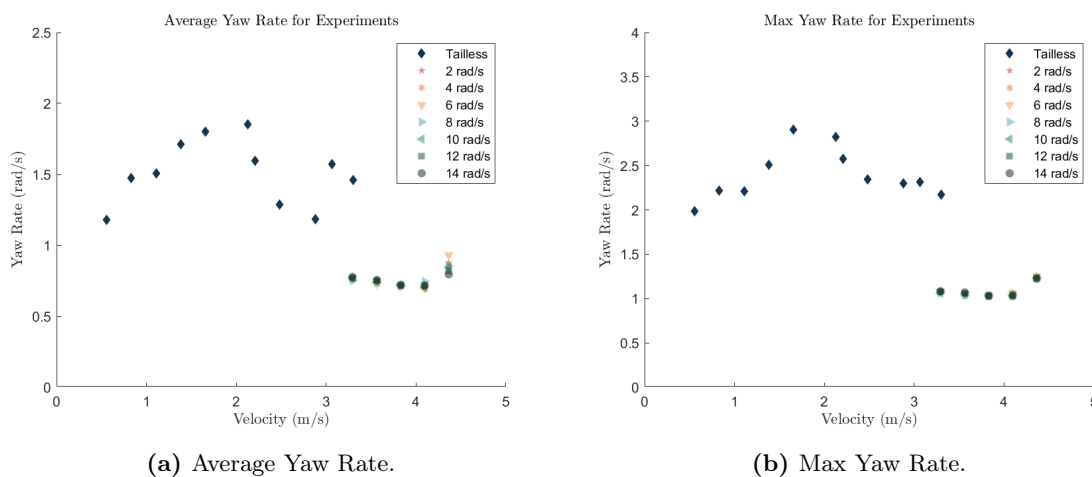 Average Yaw Rate for Experiments
2.5
2
1.5
1
0.5
0
Yaw Rate (rad/s)
0 1 2 3 4 5
Velocity (m/s)
Tailless
2 rad/s
4 rad/s
6 rad/s
8 rad/s
10 rad/s
12 rad/s
14 rad/s
(a) Average Yaw Rate.
Max Yaw Rate for Experiments
4
3.5
3
2.5
2
1.5
1
0.5
0
Yaw Rate (rad/s)
0 1 2 3 4 5
Velocity (m/s)
Tailless
2 rad/s
4 rad/s
6 rad/s
8 rad/s
10 rad/s
12 rad/s
14 rad/s
(b) Max Yaw Rate.